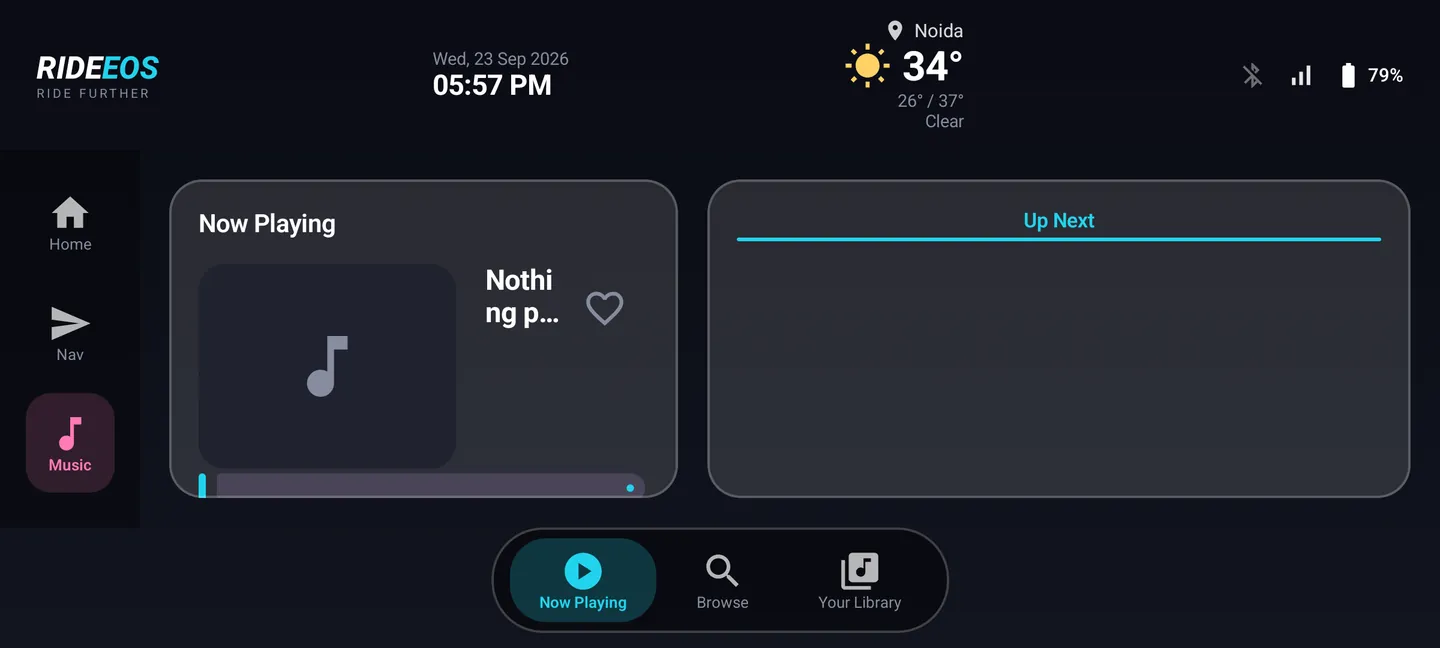 RIDEEOS
RIDE FURTHER
Wed, 23 Sep 2026
05:57 PM
Noida
34°
26° / 37°
Clear
79%
Home
Nav
Music
Now Playing
Nothi
ng p...
Up Next
Now Playing
Browse
Your Library